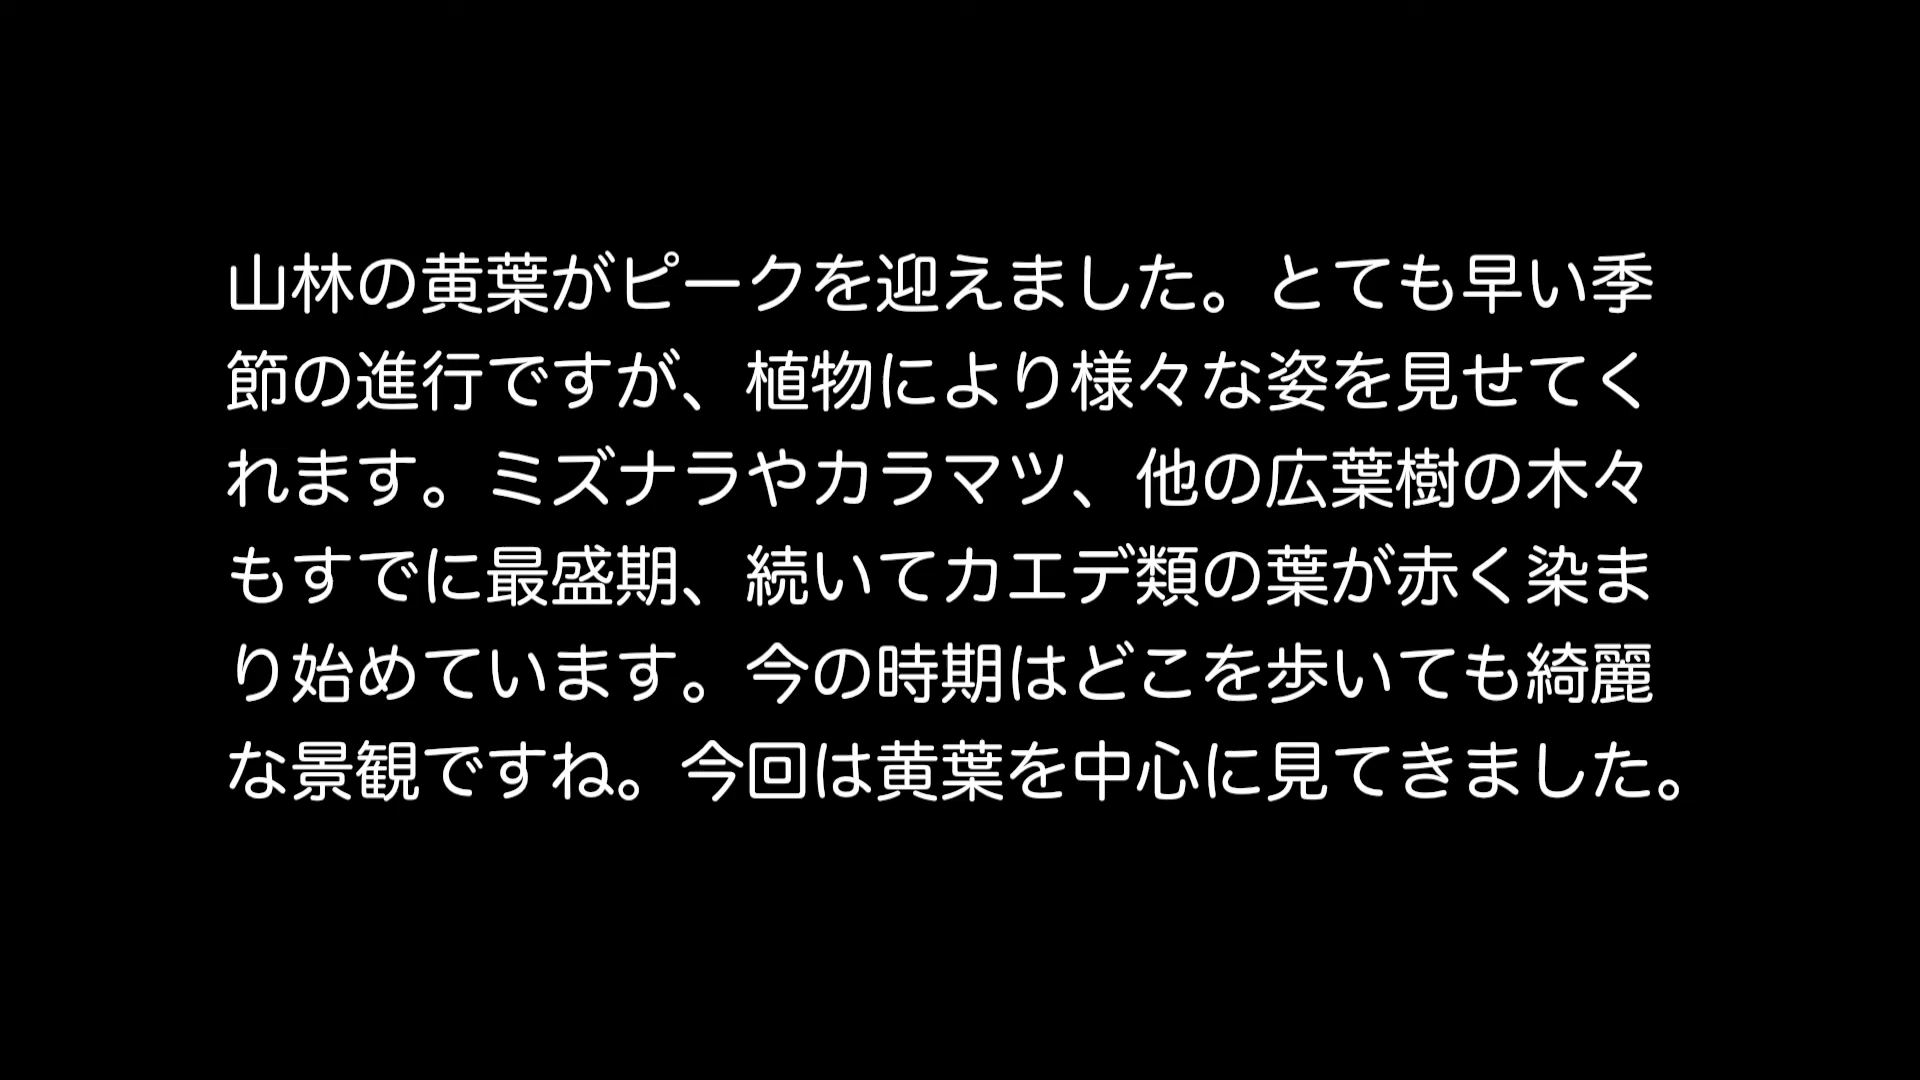 山林の黄葉がピークを迎えました。とても早い季
節の進行ですが、植物により様々な姿を見せてく
れます。ミズナラやカラマツ、他の広葉樹の木々
もすでに最盛期、続いてカエデ類の葉が赤く染ま
り始めています。今の時期はどこを歩いても綺麗
な景観ですね。今回は黄葉を中心に見てきました。